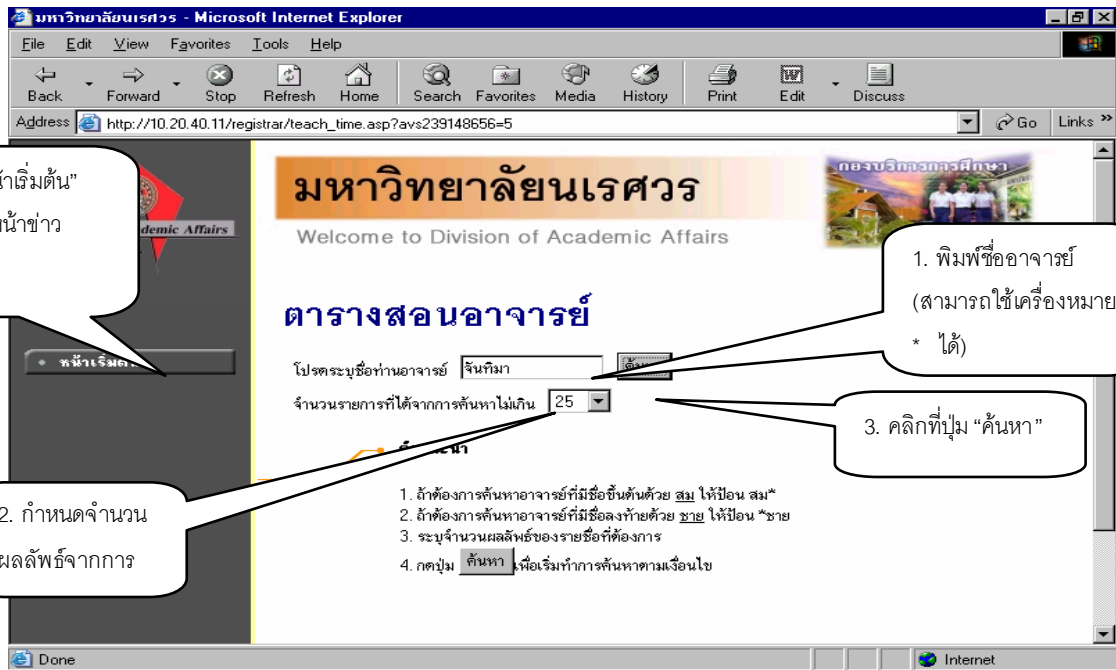 มหาวิทยาลัยนเรศวร - Microsoft Internet Explorer
File Edit View Favorites Tools Help
Back Forward Stop Refresh Home Search Favorites Media History Print Edit Discuss
Address http://10.20.40.11/registrar/teach_time.asp?avs239148656=5 Go Links »
มหาวิทยาลัยนเรศวร
Welcome to Division of Academic Affairs
กองบริการการศึกษา
Affairs
ตารางสอนอาจารย์
โปรดระบุชื่อท่านอาจารย์ จันทิมา
จำนวนรายการที่ได้จากการค้นหาไม่เกิน 25
1. ถ้าต้องการค้นหาอาจารย์ที่มีชื่อขึ้นต้นด้วย สม ให้ป้อน สม*
2. ถ้าต้องการค้นหาอาจารย์ที่มีชื่อลงท้ายด้วย ชาย ให้ป้อน *ชาย
3. ระบุจำนวนผลลัพธ์ของรายชื่อที่ต้องการ
4. กดปุ่ม ค้นหา เพื่อเริ่มทำการค้นหาตามเงื่อนไข
1. พิมพ์ชื่ออาจารย์
(สามารถใช้เครื่องหมาย
* ได้)
3. คลิกที่ปุ่ม “ค้นหา”
2. กำหนดจำนวน
ผลลัพธ์จากการ
Done Internet